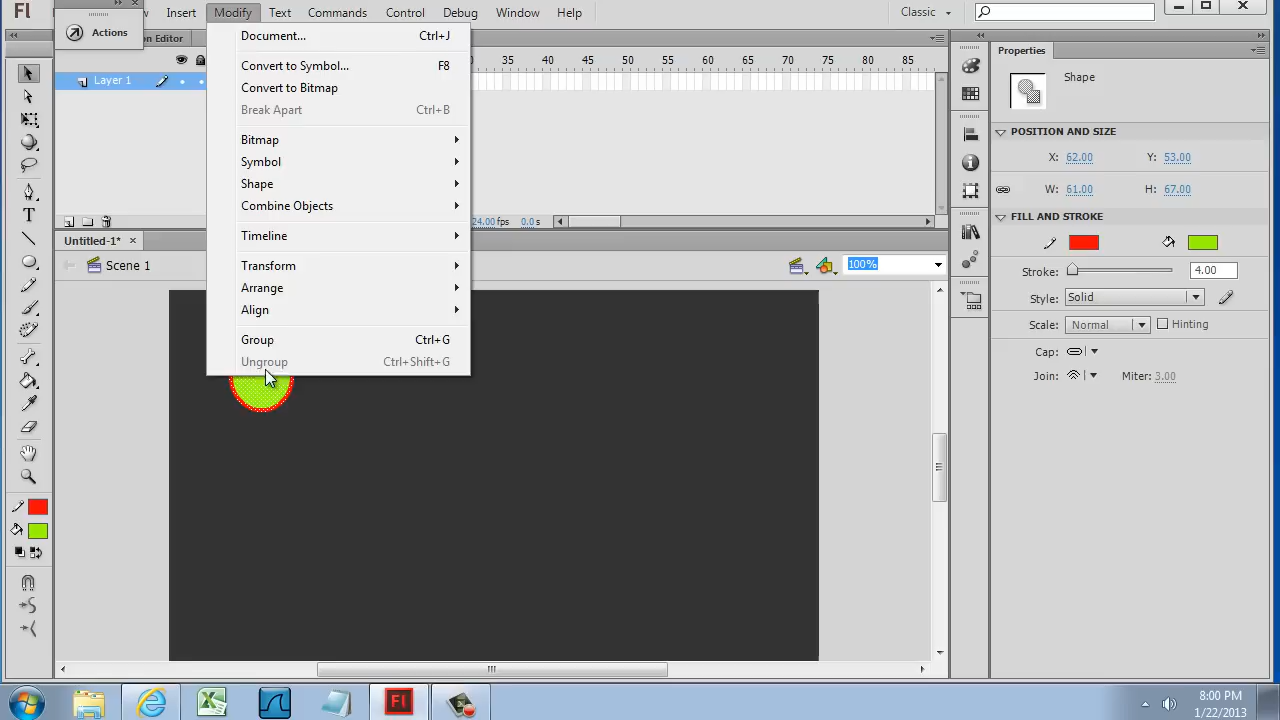 Fl Insert Modify Text Commands Control Debug Window Help Classic
Actions
Document... Ctrl+J
Convert to Symbol... F8
Convert to Bitmap
Break Apart Ctrl+B
Bitmap
Symbol
Shape
Combine Objects
Timeline
Transform
Arrange
Align
Group Ctrl+G
Ungroup Ctrl+Shift+G
Layer 1
40 45 50 55 60 65 70 75 80 85
24.00 fps 0.0 s
Untitled-1*
Scene 1
100%
Properties
Shape
POSITION AND SIZE
X: 62.00 Y: 53.00
W: 61.00 H: 67.00
FILL AND STROKE
Stroke: 4.00
Style: Solid
Scale: Normal Hinting
Cap:
Join: Miter: 3.00
Fl
8:00 PM
1/22/2013